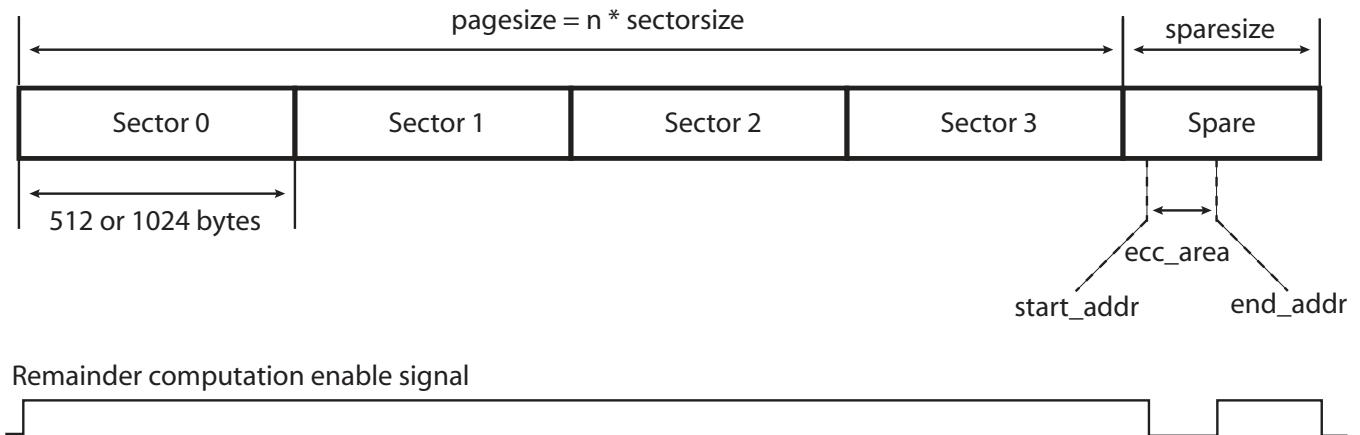 pagesize = n * sectorsize
sparesize
Sector 0
Sector 1
Sector 2
Sector 3
Spare
512 or 1024 bytes
ecc_area
start_addr
end_addr
Remainder computation enable signal